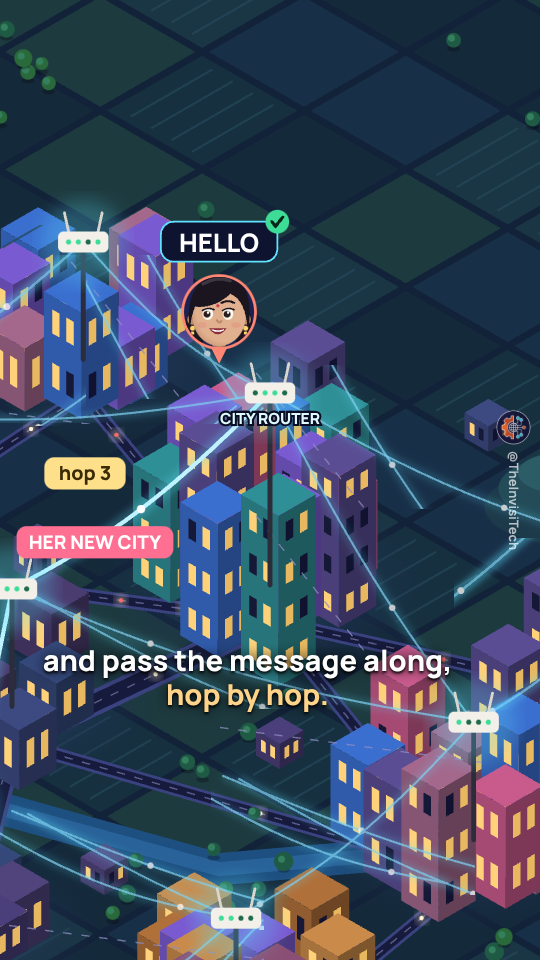 HELLO
CITY ROUTER
hop 3
@TheInvisiTech
HER NEW CITY
and pass the message along,
hop by hop.